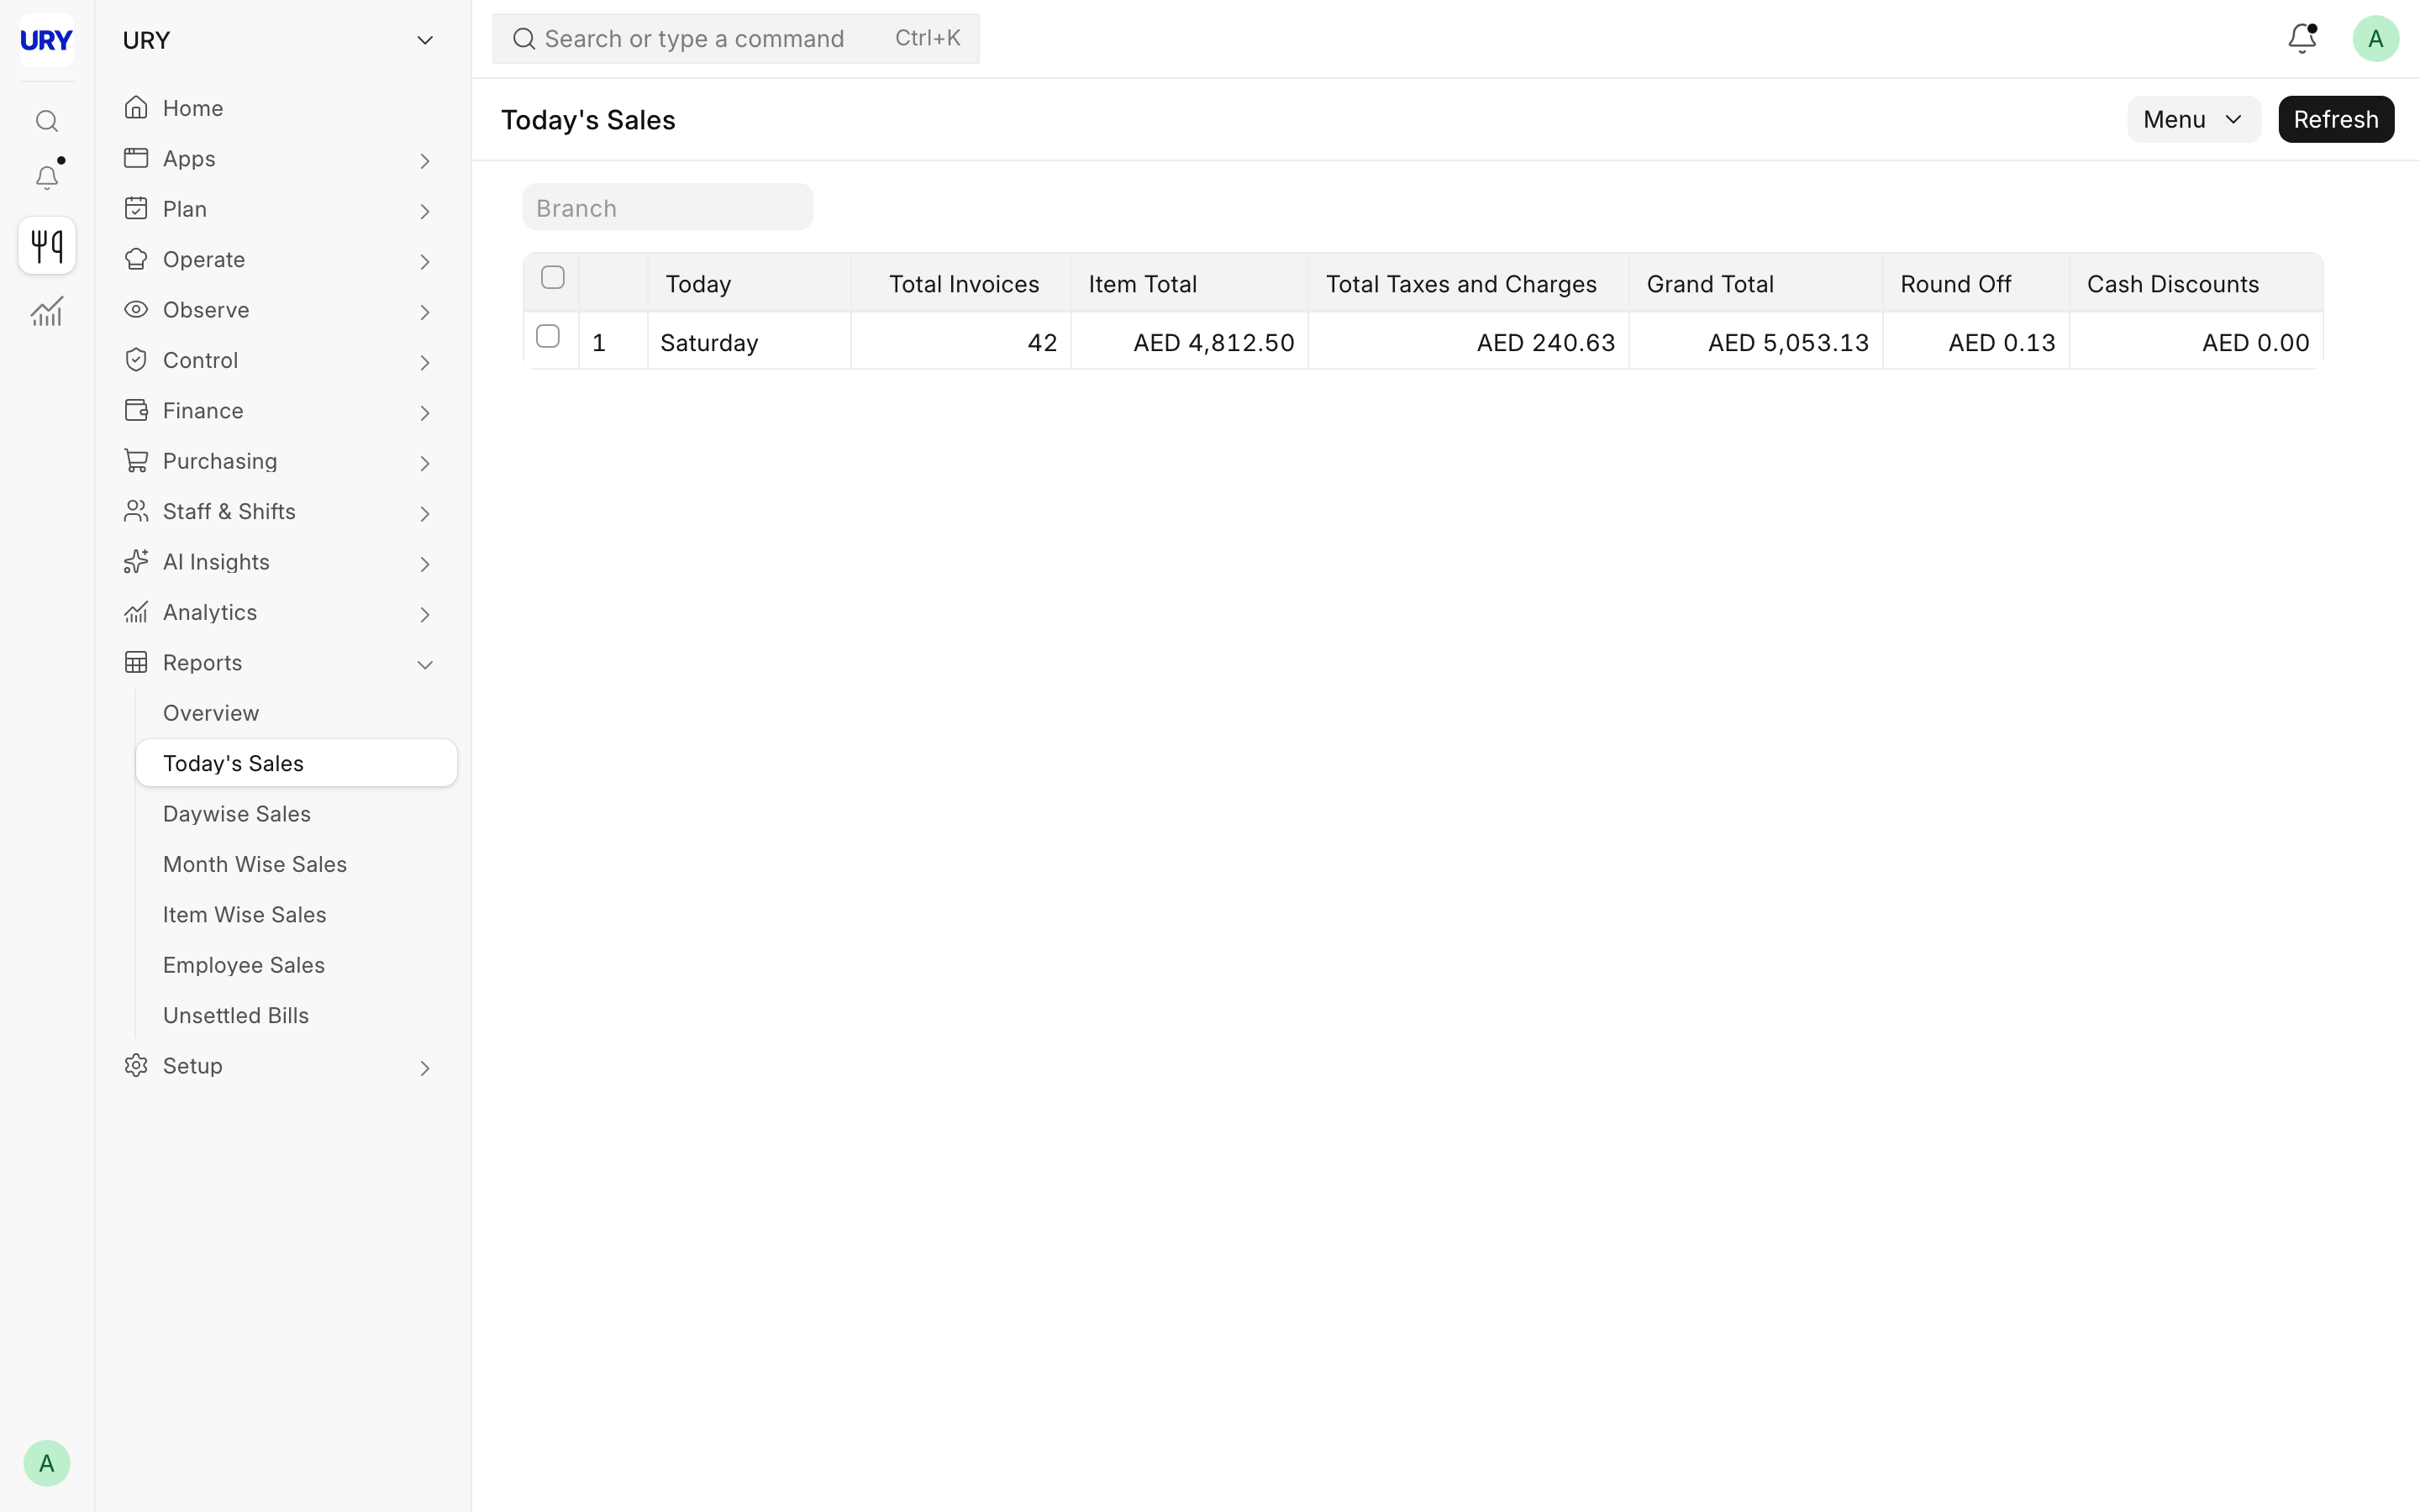 URY
URY
Search or type a command Ctrl+K
A
Home
Apps
Plan
Operate
Observe
Control
Finance
Purchasing
Staff & Shifts
AI Insights
Analytics
Reports
Overview
Today's Sales
Daywise Sales
Month Wise Sales
Item Wise Sales
Employee Sales
Unsettled Bills
Setup
A
Today's Sales
Menu
Refresh
Branch
Today Total Invoices Item Total Total Taxes and Charges Grand Total Round Off Cash Discounts
1 Saturday 42 AED 4,812.50 AED 240.63 AED 5,053.13 AED 0.13 AED 0.00